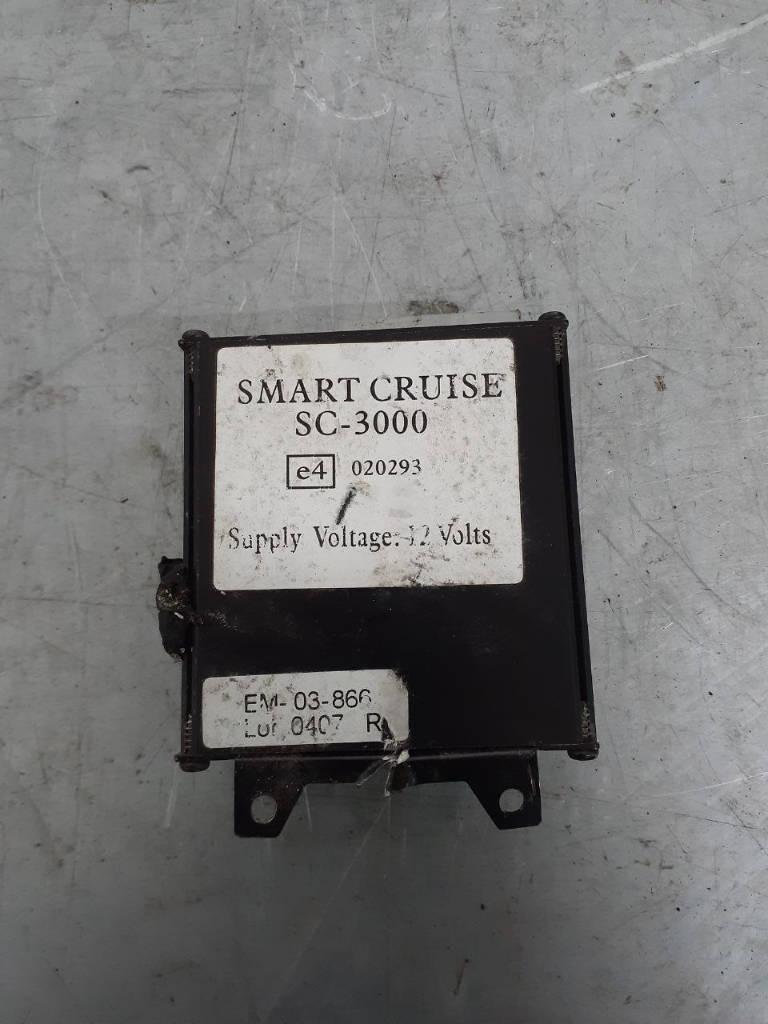 SMART CRUISE
SC-3000
e4 020293
Supply Voltage: 12 Volts
EM-03-866
Lot 0407 R